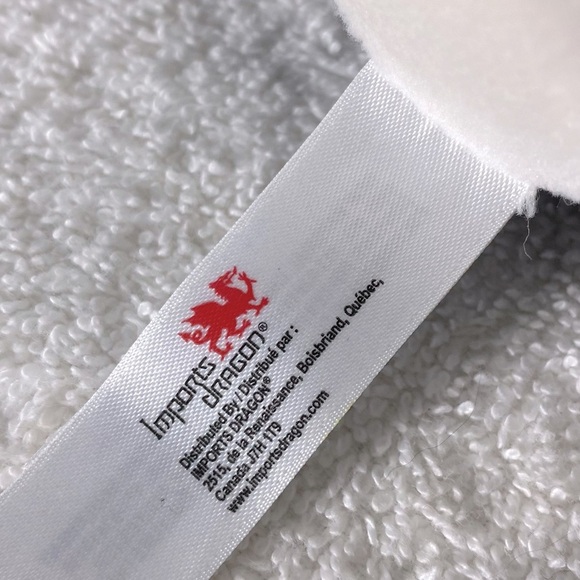 Imports
DRAGON®
Distributed By / Distribué par :
IMPORTS DRAGON®
2515, de la Renaissance, Boisbriand, Québec,
Canada J7H 1T9
www.importsdragon.com